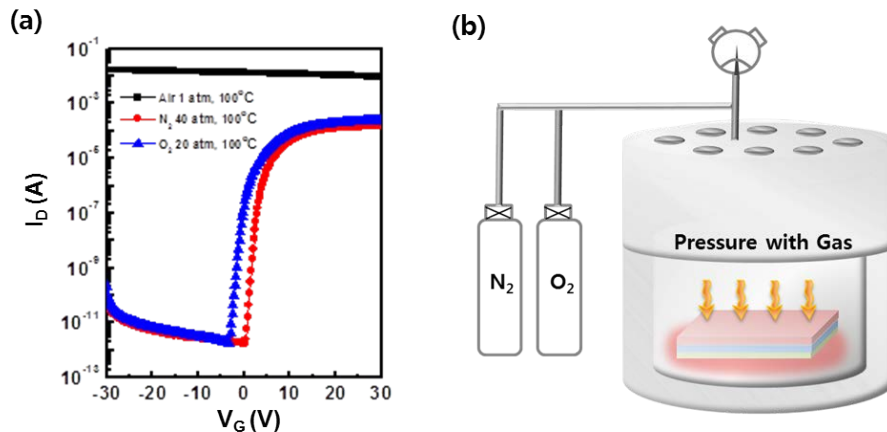 (a)
10⁻¹
10⁻³
10⁻⁵
10⁻⁷
10⁻⁹
10⁻¹¹
10⁻¹³
I_D (A)
Air 1 atm, 100°C
N₂ 40 atm, 100°C
O₂ 20 atm, 100°C
-30 -20 -10 0 10 20 30
V_G (V)
(b)
N₂ O₂
Pressure with Gas